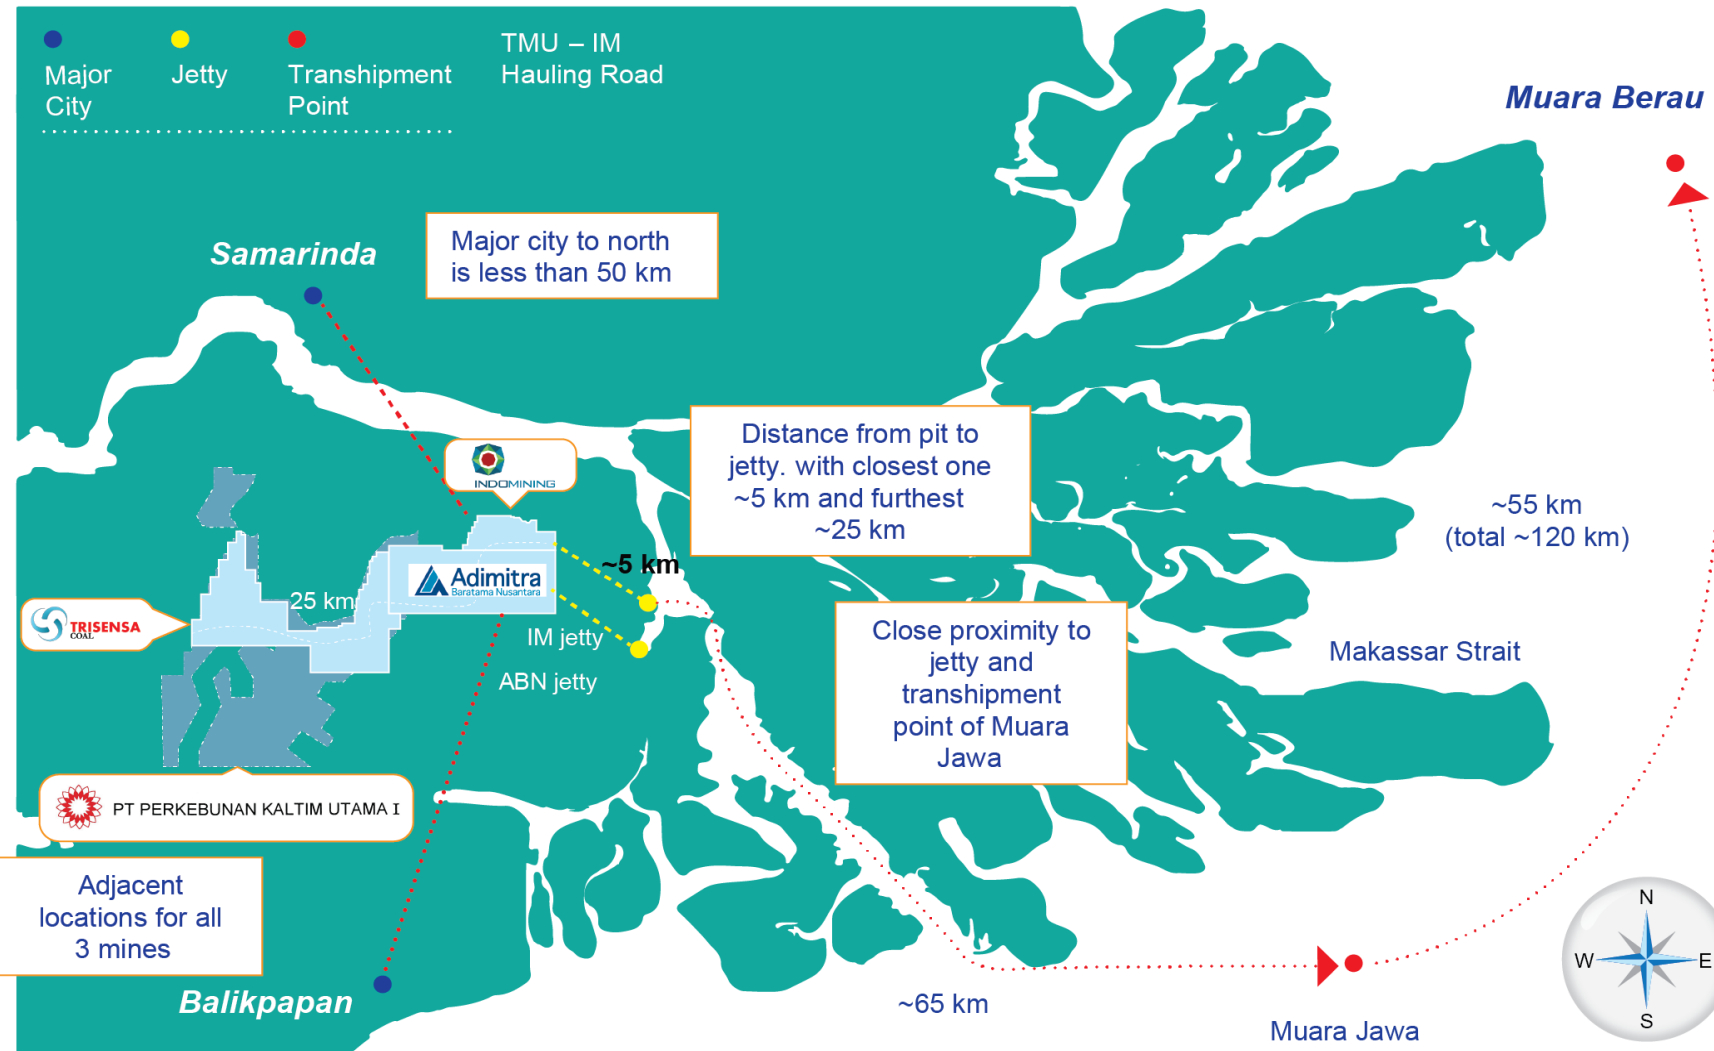 Major
City
Jetty
Transhipment
Point
TMU – IM
Hauling Road
Muara Berau
Samarinda
Major city to north
is less than 50 km
INDOMINING
Distance from pit to
jetty. with closest one
~5 km and furthest
~25 km
~55 km
(total ~120 km)
~5 km
Adimitra
Baratama Nusantara
25 km
TRISENSA
COAL
IM jetty
ABN jetty
Close proximity to
jetty and
transhipment
point of Muara
Jawa
Makassar Strait
PT PERKEBUNAN KALTIM UTAMA I
Adjacent
locations for all
3 mines
Balikpapan
~65 km
Muara Jawa
N
W
E
S